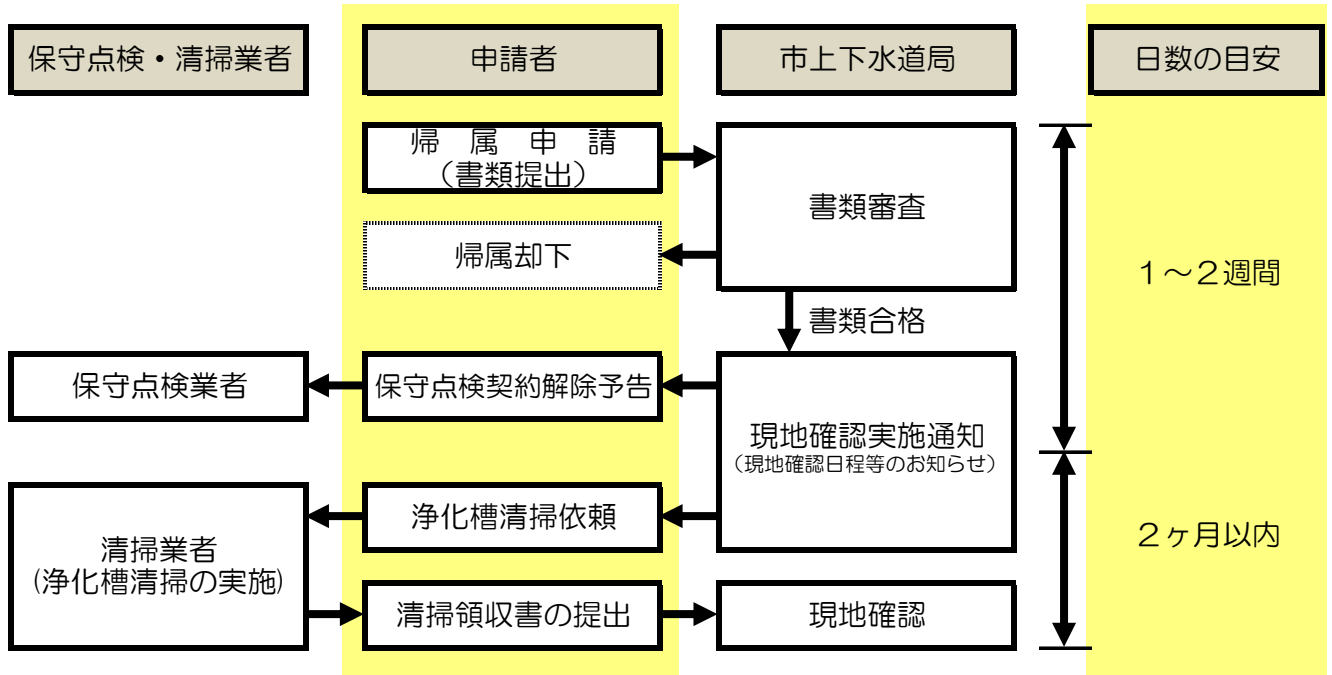 保守点検・清掃業者
申請者
市上下水道局
日数の目安
帰　属　申　請
（書類提出）
書類審査
帰属却下
１～２週間
書類合格
保守点検業者
保守点検契約解除予告
現地確認実施通知
（現地確認日程等のお知らせ）
清掃業者
(浄化槽清掃の実施)
浄化槽清掃依頼
２ヶ月以内
清掃領収書の提出
現地確認